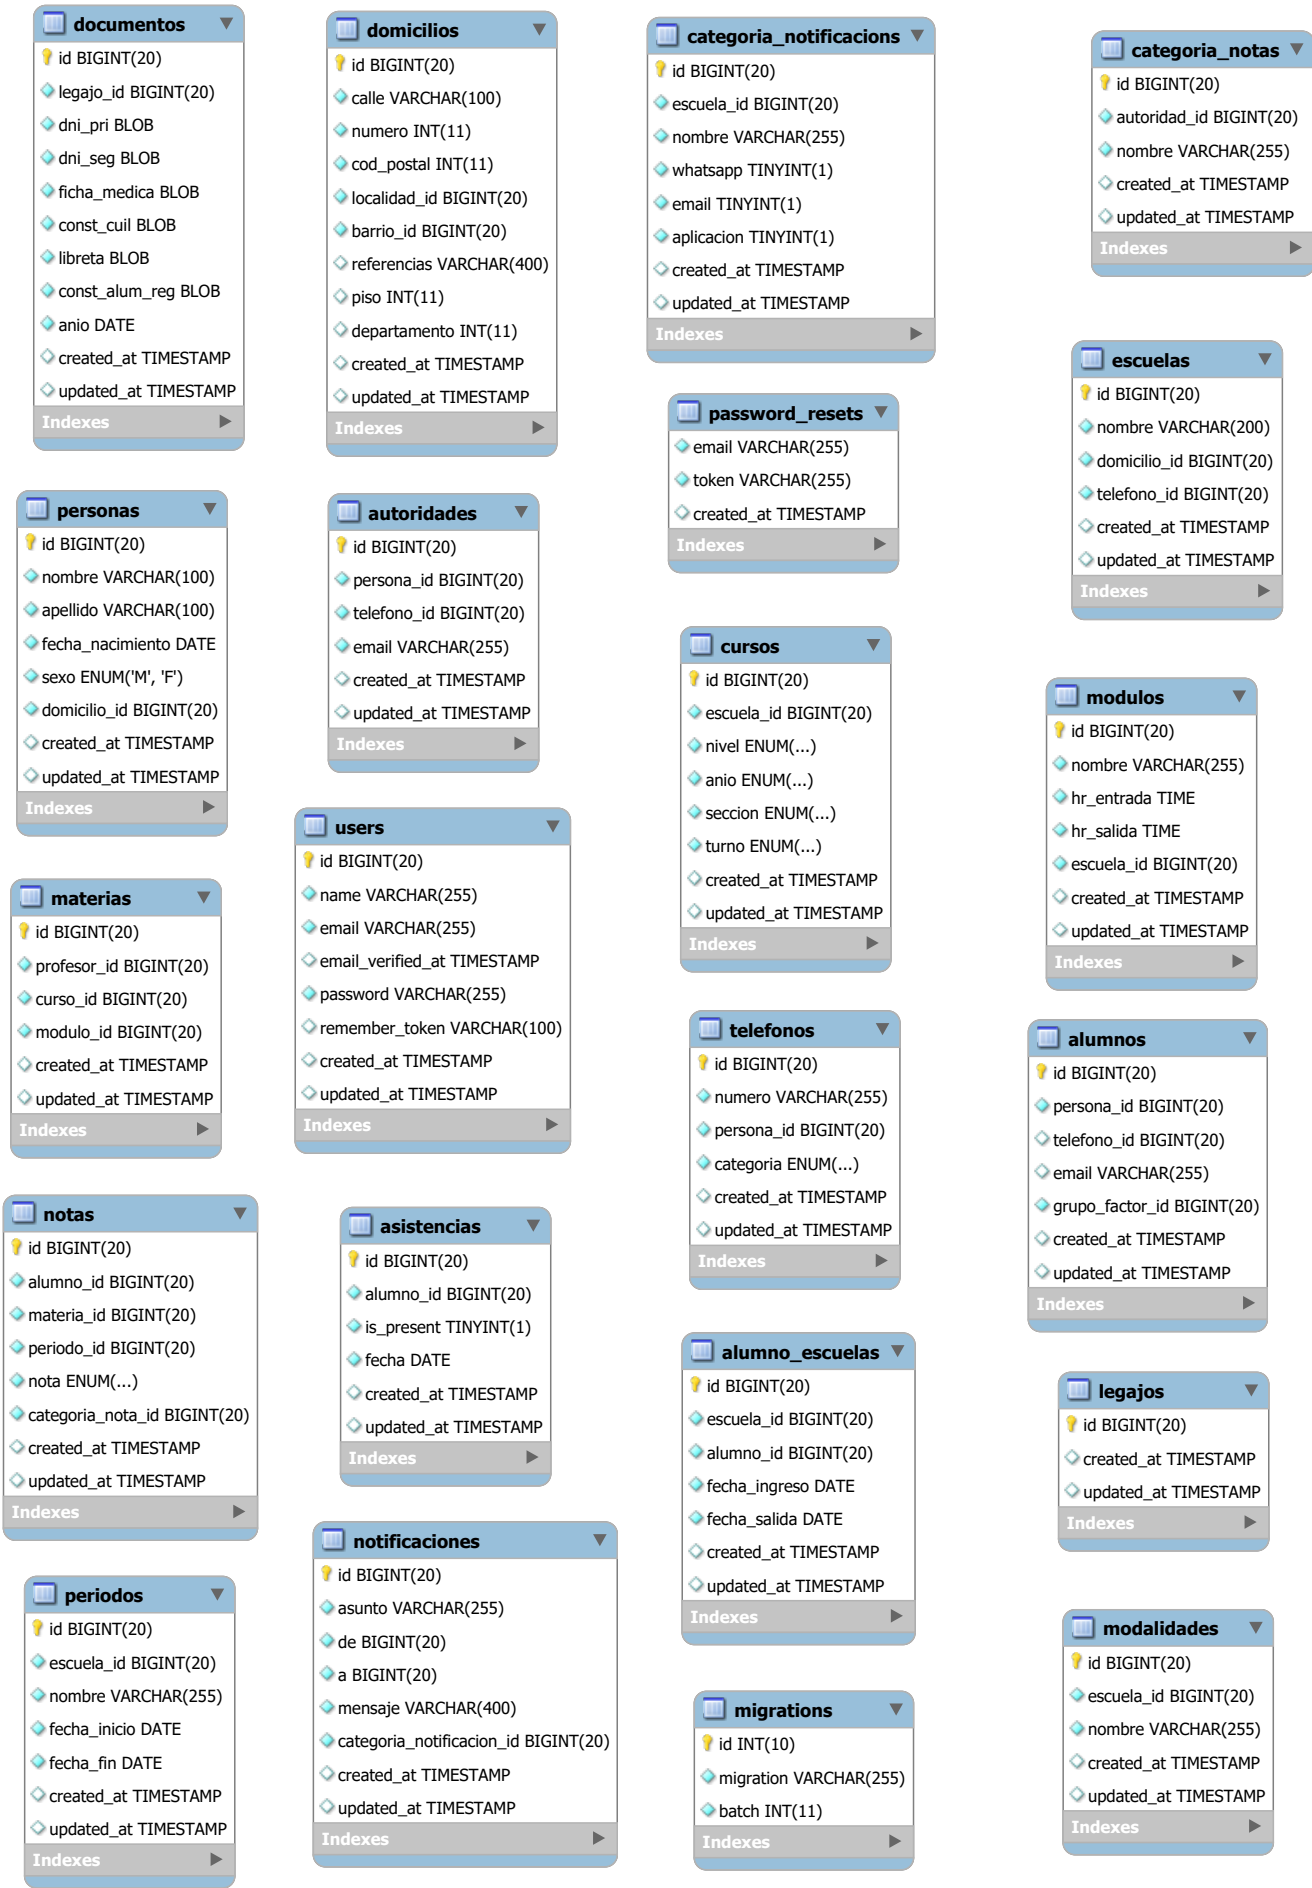 documentos
id BIGINT(20)
legajo_id BIGINT(20)
dni_pri BLOB
dni_seg BLOB
ficha_medica BLOB
const_cuil BLOB
libreta BLOB
const_alum_reg BLOB
anio DATE
created_at TIMESTAMP
updated_at TIMESTAMP
Indexes
domicilios
id BIGINT(20)
calle VARCHAR(100)
numero INT(11)
cod_postal INT(11)
localidad_id BIGINT(20)
barrio_id BIGINT(20)
referencias VARCHAR(400)
piso INT(11)
departamento INT(11)
created_at TIMESTAMP
updated_at TIMESTAMP
Indexes
categoria_notificacions
id BIGINT(20)
escuela_id BIGINT(20)
nombre VARCHAR(255)
whatsapp TINYINT(1)
email TINYINT(1)
aplicacion TINYINT(1)
created_at TIMESTAMP
updated_at TIMESTAMP
Indexes
categoria_notas
id BIGINT(20)
autoridad_id BIGINT(20)
nombre VARCHAR(255)
created_at TIMESTAMP
updated_at TIMESTAMP
Indexes
escuelas
id BIGINT(20)
nombre VARCHAR(200)
domicilio_id BIGINT(20)
telefono_id BIGINT(20)
created_at TIMESTAMP
updated_at TIMESTAMP
Indexes
password_resets
email VARCHAR(255)
token VARCHAR(255)
created_at TIMESTAMP
Indexes
personas
id BIGINT(20)
nombre VARCHAR(100)
apellido VARCHAR(100)
fecha_nacimiento DATE
sexo ENUM('M', 'F')
domicilio_id BIGINT(20)
created_at TIMESTAMP
updated_at TIMESTAMP
Indexes
autoridades
id BIGINT(20)
persona_id BIGINT(20)
telefono_id BIGINT(20)
email VARCHAR(255)
created_at TIMESTAMP
updated_at TIMESTAMP
Indexes
cursos
id BIGINT(20)
escuela_id BIGINT(20)
nivel ENUM(...)
anio ENUM(...)
seccion ENUM(...)
turno ENUM(...)
created_at TIMESTAMP
updated_at TIMESTAMP
Indexes
modulos
id BIGINT(20)
nombre VARCHAR(255)
hr_entrada TIME
hr_salida TIME
escuela_id BIGINT(20)
created_at TIMESTAMP
updated_at TIMESTAMP
Indexes
users
id BIGINT(20)
name VARCHAR(255)
email VARCHAR(255)
email_verified_at TIMESTAMP
password VARCHAR(255)
remember_token VARCHAR(100)
created_at TIMESTAMP
updated_at TIMESTAMP
Indexes
materias
id BIGINT(20)
profesor_id BIGINT(20)
curso_id BIGINT(20)
modulo_id BIGINT(20)
created_at TIMESTAMP
updated_at TIMESTAMP
Indexes
telefonos
id BIGINT(20)
numero VARCHAR(255)
persona_id BIGINT(20)
categoria ENUM(...)
created_at TIMESTAMP
updated_at TIMESTAMP
Indexes
alumnos
id BIGINT(20)
persona_id BIGINT(20)
telefono_id BIGINT(20)
email VARCHAR(255)
grupo_factor_id BIGINT(20)
created_at TIMESTAMP
updated_at TIMESTAMP
Indexes
notas
id BIGINT(20)
alumno_id BIGINT(20)
materia_id BIGINT(20)
periodo_id BIGINT(20)
nota ENUM(...)
categoria_nota_id BIGINT(20)
created_at TIMESTAMP
updated_at TIMESTAMP
Indexes
asistencias
id BIGINT(20)
alumno_id BIGINT(20)
is_present TINYINT(1)
fecha DATE
created_at TIMESTAMP
updated_at TIMESTAMP
Indexes
alumno_escuelas
id BIGINT(20)
escuela_id BIGINT(20)
alumno_id BIGINT(20)
fecha_ingreso DATE
fecha_salida DATE
created_at TIMESTAMP
updated_at TIMESTAMP
Indexes
legajos
id BIGINT(20)
created_at TIMESTAMP
updated_at TIMESTAMP
Indexes
notificaciones
id BIGINT(20)
asunto VARCHAR(255)
de BIGINT(20)
a BIGINT(20)
mensaje VARCHAR(400)
categoria_notificacion_id BIGINT(20)
created_at TIMESTAMP
updated_at TIMESTAMP
Indexes
periodos
id BIGINT(20)
escuela_id BIGINT(20)
nombre VARCHAR(255)
fecha_inicio DATE
fecha_fin DATE
created_at TIMESTAMP
updated_at TIMESTAMP
Indexes
migrations
id INT(10)
migration VARCHAR(255)
batch INT(11)
Indexes
modalidades
id BIGINT(20)
escuela_id BIGINT(20)
nombre VARCHAR(255)
created_at TIMESTAMP
updated_at TIMESTAMP
Indexes